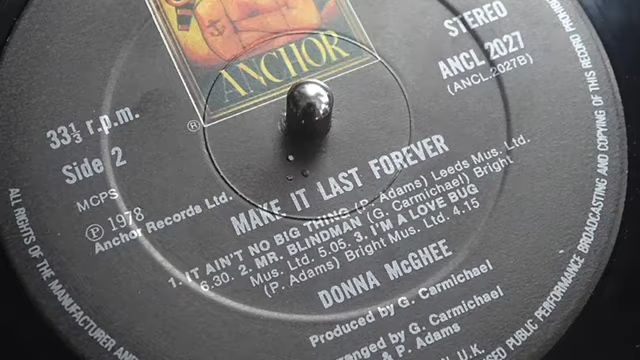 ANCHOR
®
STEREO
ANCL 2027
(ANCL.2027B)
33⅓ r.p.m.
Side 2
MCPS
Ⓟ 1978
Anchor Records Ltd.
MAKE IT LAST FOREVER
1. IT AIN'T NO BIG THING (P. Adams) Leeds Mus. Ltd.
6.30. 2. MR. BLINDMAN (G. Carmichael) Bright
Mus. Ltd. 5.05. 3. I'M A LOVE BUG
(P. Adams) Bright Mus. Ltd. 4.15
DONNA McGHEE
Produced by G. Carmichael
ranged by G. Carmichael
& P. Adams
ALL RIGHTS OF THE MANUFACTURER AND
U.K.
SED PUBLIC PERFORMANCE BROADCASTING AND COPYING OF THIS RECORD PROHIB